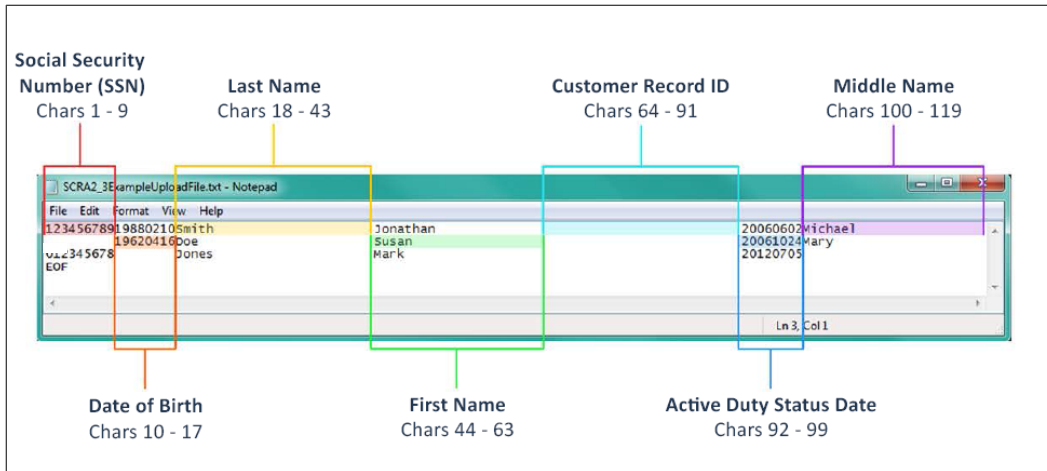 Social Security
Number (SSN)
Chars 1 - 9
Last Name
Chars 18 - 43
Customer Record ID
Chars 64 - 91
Middle Name
Chars 100 - 119
SCRA2_3ExampleUploadFile.txt - Notepad
File Edit Format View Help
12345678919880210Smith Jonathan 20060602Michael
19620416Doe Susan 20061024Mary
012345678 Jones Mark 20120705
EOF
Ln 3, Col 1
Date of Birth
Chars 10 - 17
First Name
Chars 44 - 63
Active Duty Status Date
Chars 92 - 99